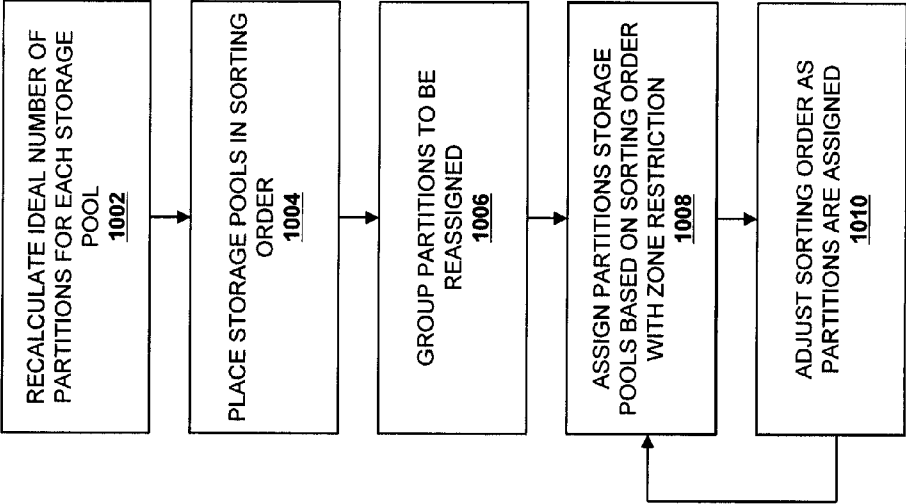 RECALCULATE IDEAL NUMBER OF
PARTITIONS FOR EACH STORAGE
POOL
1002
PLACE STORAGE POOLS IN SORTING
ORDER
1004
GROUP PARTITIONS TO BE
REASSIGNED
1006
ASSIGN PARTITIONS STORAGE
POOLS BASED ON SORTING ORDER
WITH ZONE RESTRICTION
1008
ADJUST SORTING ORDER AS
PARTITIONS ARE ASSIGNED
1010